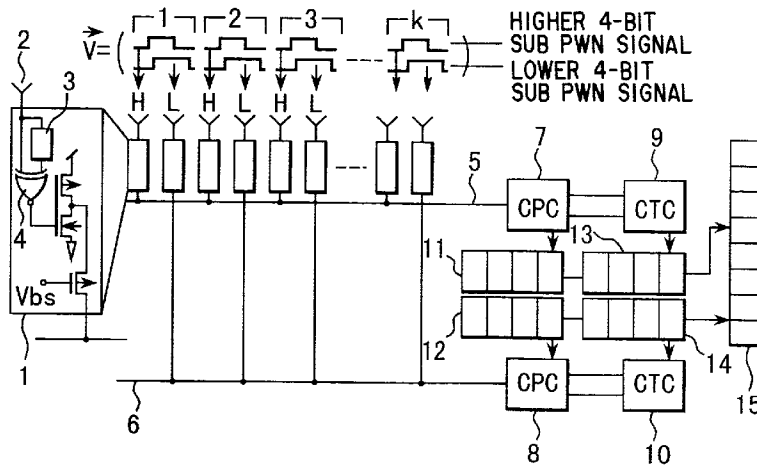 1 2 3 k
HIGHER 4-BIT
SUB PWN SIGNAL
LOWER 4-BIT
SUB PWN SIGNAL
V=
2
3
H L H L H L
4
Vbs
1
5
7
9
CPC
CTC
11
13
12
14
15
CPC
CTC
6
8
10